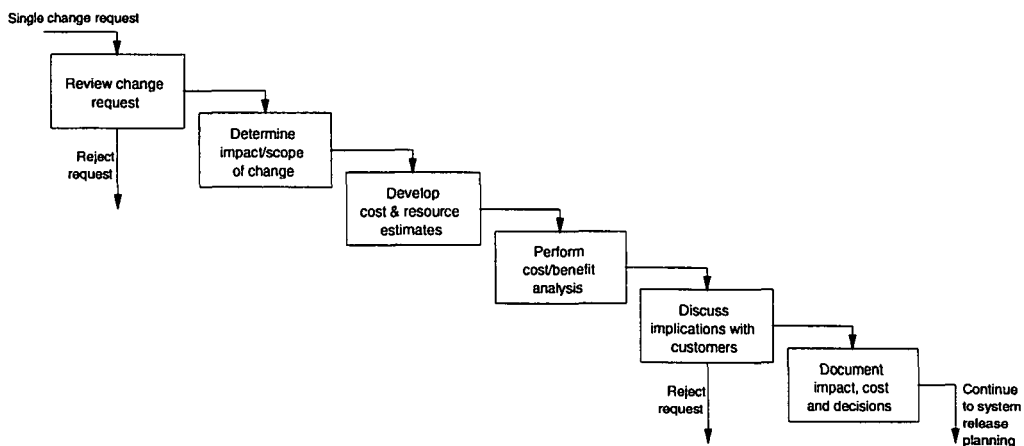 Single change request
Review change
request
Reject
request
Determine
impact/scope
of change
Develop
cost & resource
estimates
Perform
cost/benefit
analysis
Discuss
implications with
customers
Reject
request
Document
impact, cost
and decisions
Continue
to system
release
planning